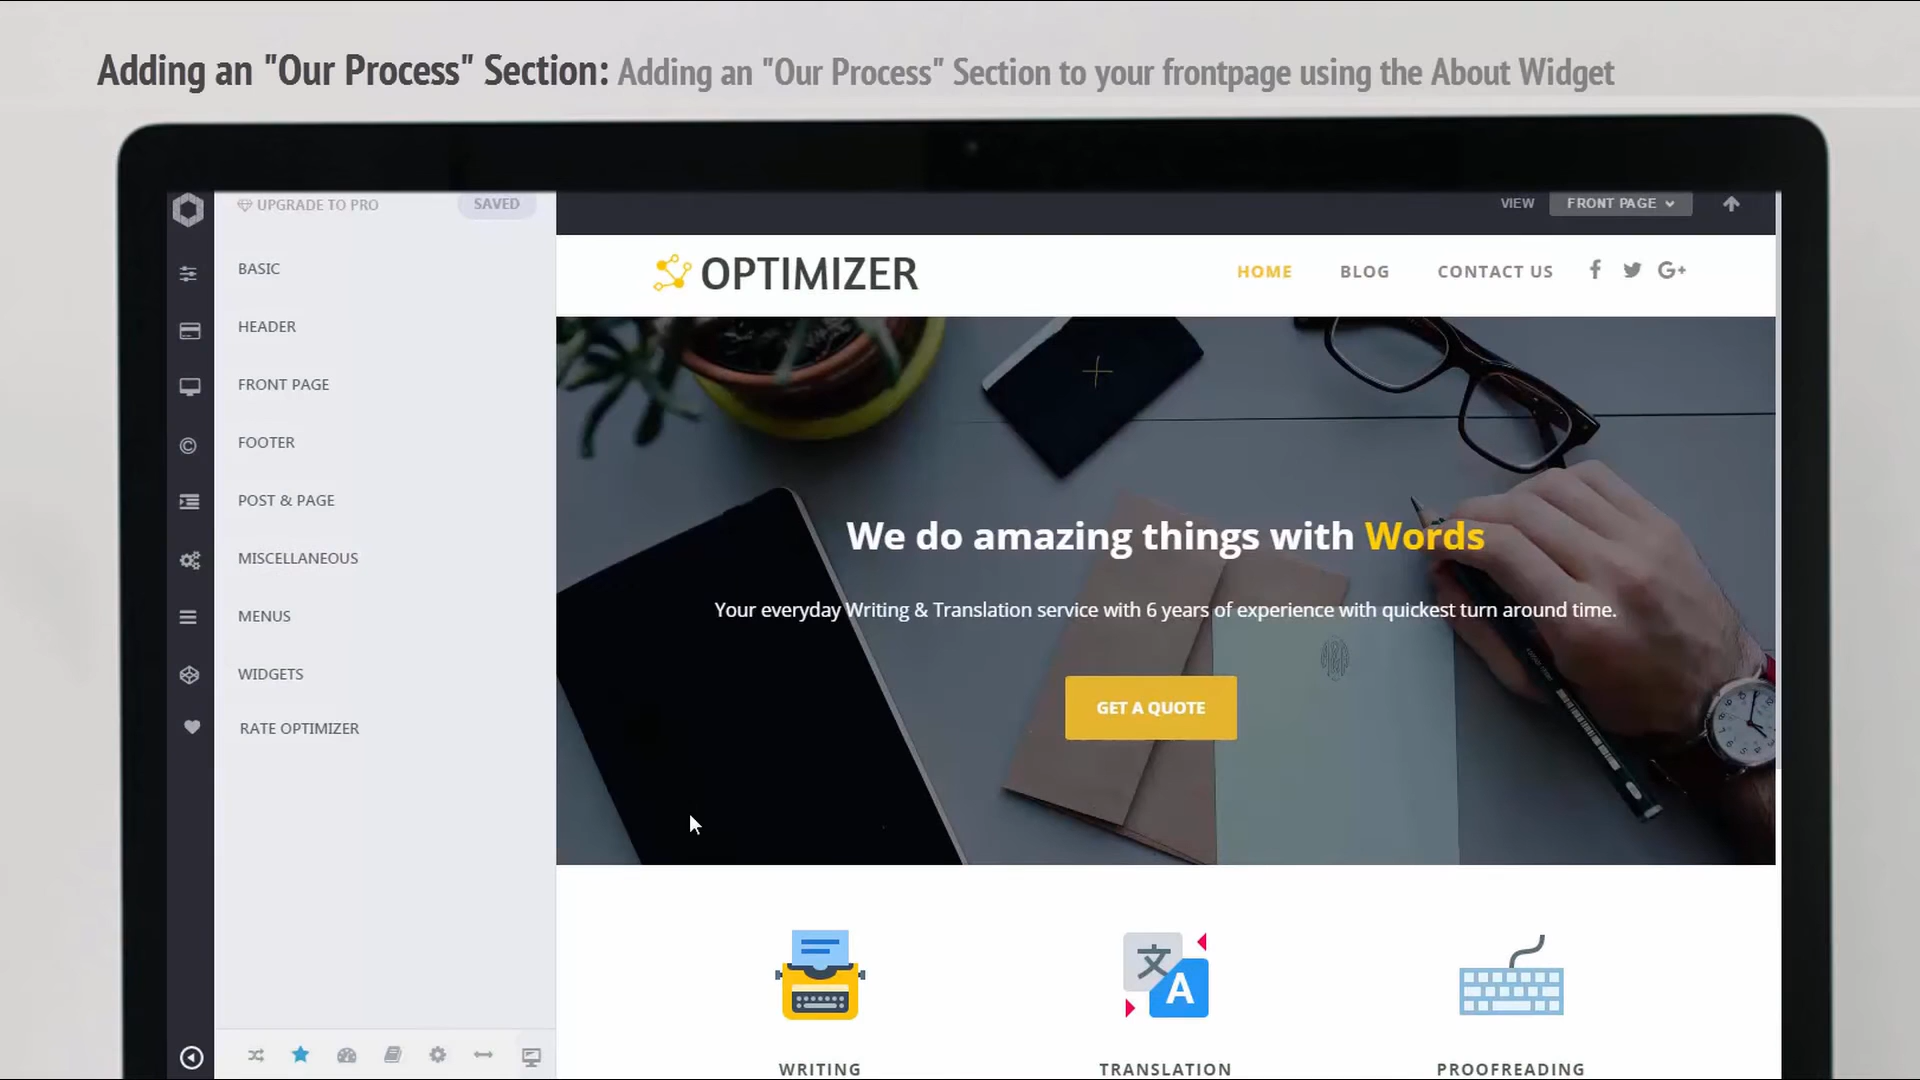 Adding an "Our Process" Section: Adding an "Our Process" Section to your frontpage using the About Widget
UPGRADE TO PRO
SAVED
VIEW
FRONT PAGE
BASIC
HEADER
FRONT PAGE
FOOTER
POST & PAGE
MISCELLANEOUS
MENUS
WIDGETS
RATE OPTIMIZER
OPTIMIZER
HOME
BLOG
CONTACT US
We do amazing things with Words
Your everyday Writing & Translation service with 6 years of experience with quickest turn around time.
GET A QUOTE
文
A
WRITING
TRANSLATION
PROOFREADING